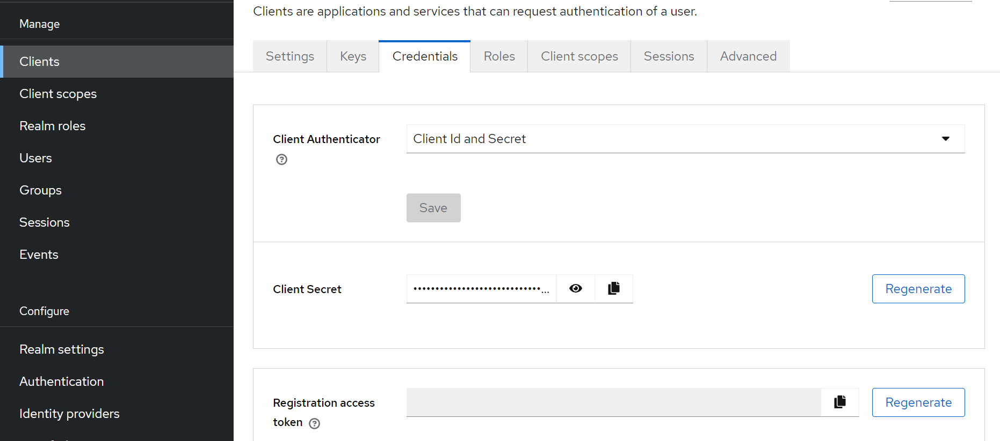 Manage
Clients
Client scopes
Realm roles
Users
Groups
Sessions
Events
Configure
Realm settings
Authentication
Identity providers
Clients are applications and services that can request authentication of a user.
Settings Keys Credentials Roles Client scopes Sessions Advanced
Client Authenticator
Client Id and Secret
Save
Client Secret
••••••••••••••••••••••••••••••...
Regenerate
Registration access
token
Regenerate